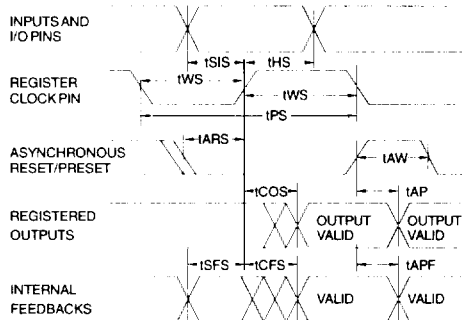 INPUTS AND
I/O PINS
tSIS
tHS
tWS
REGISTER
CLOCK PIN
tWS
tPS
tARS
ASYNCHRONOUS
RESET/PRESET
tAW
tCOS
tAP
REGISTERED
OUTPUTS
OUTPUT
VALID
OUTPUT
VALID
tSFS
tCFS
tAPF
INTERNAL
FEEDBACKS
VALID
VALID